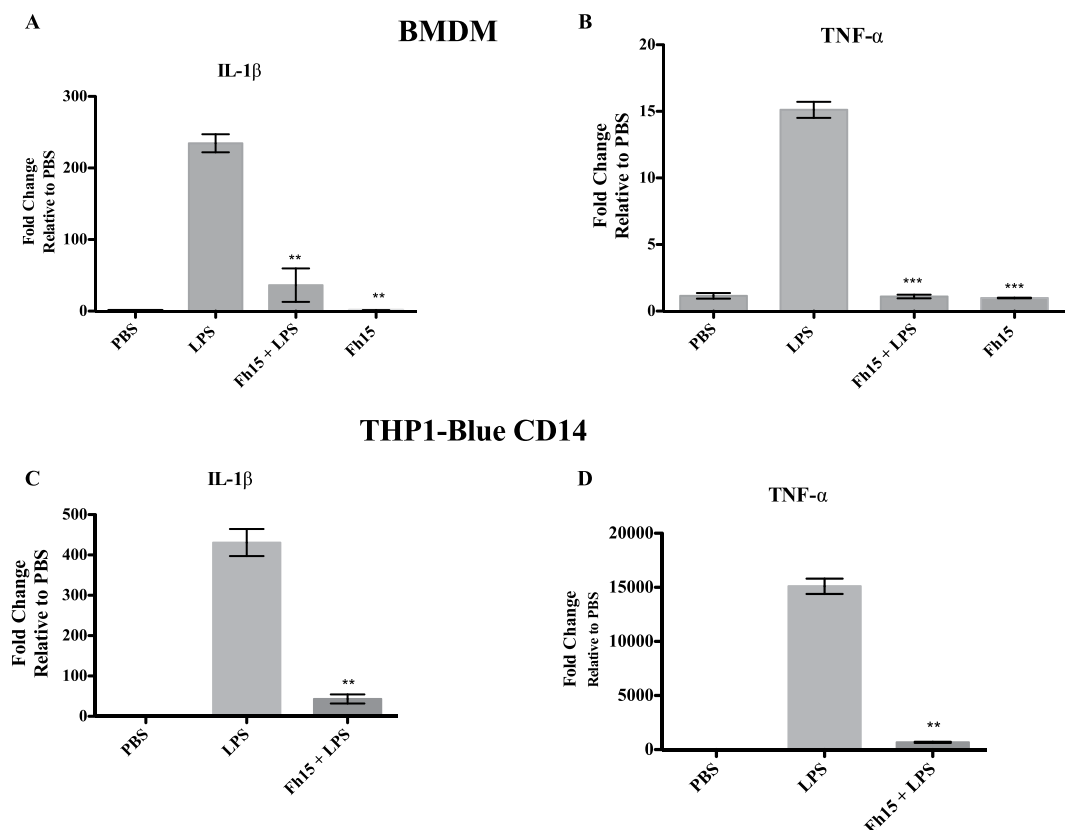 A
BMDM
IL-1β
Fold Change
Relative to PBS
300
200
100
0
**
**
PBS
LPS
Fh15 + LPS
Fh15
B
TNF-α
Fold Change
Relative to PBS
20
15
10
5
0
***
***
PBS
LPS
Fh15 + LPS
Fh15
THP1-Blue CD14
C
IL-1β
Fold Change
Relative to PBS
500
400
300
200
100
0
**
PBS
LPS
Fh15 + LPS
D
TNF-α
Fold Change
Relative to PBS
20000
15000
10000
5000
0
**
PBS
LPS
Fh15 + LPS